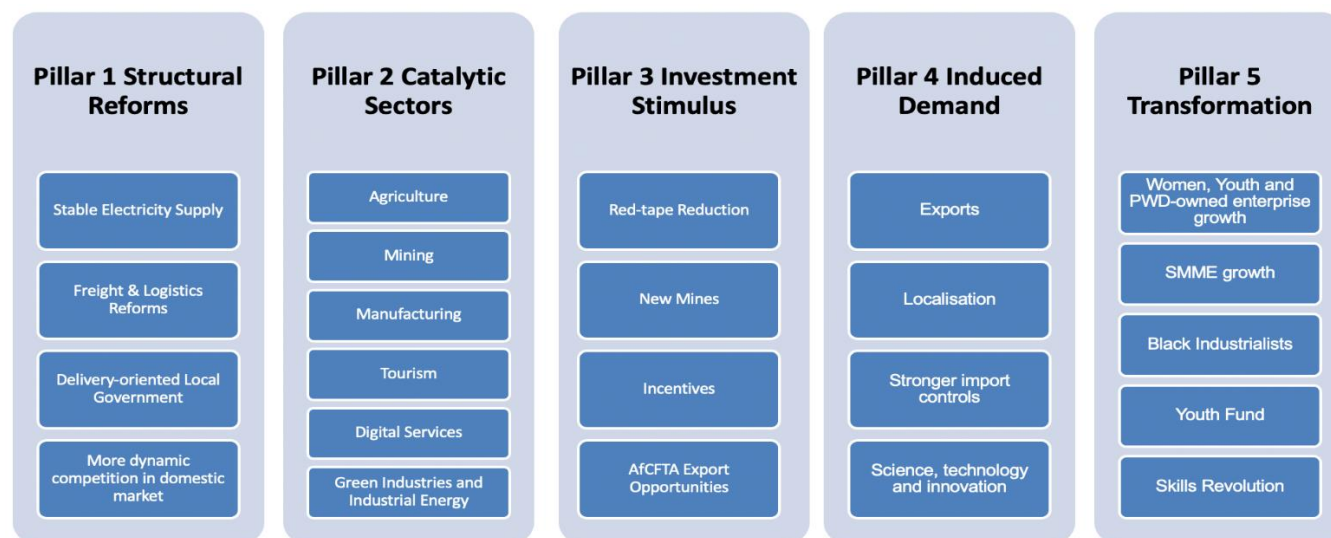 Pillar 1 Structural
Reforms
Stable Electricity Supply
Freight & Logistics
Reforms
Delivery-oriented Local
Government
More dynamic
competition in domestic
market
Pillar 2 Catalytic
Sectors
Agriculture
Mining
Manufacturing
Tourism
Digital Services
Green Industries and
Industrial Energy
Pillar 3 Investment
Stimulus
Red-tape Reduction
New Mines
Incentives
AfCFTA Export
Opportunities
Pillar 4 Induced
Demand
Exports
Localisation
Stronger import
controls
Science, technology
and innovation
Pillar 5
Transformation
Women, Youth and
PWD-owned enterprise
growth
SMME growth
Black Industrialists
Youth Fund
Skills Revolution